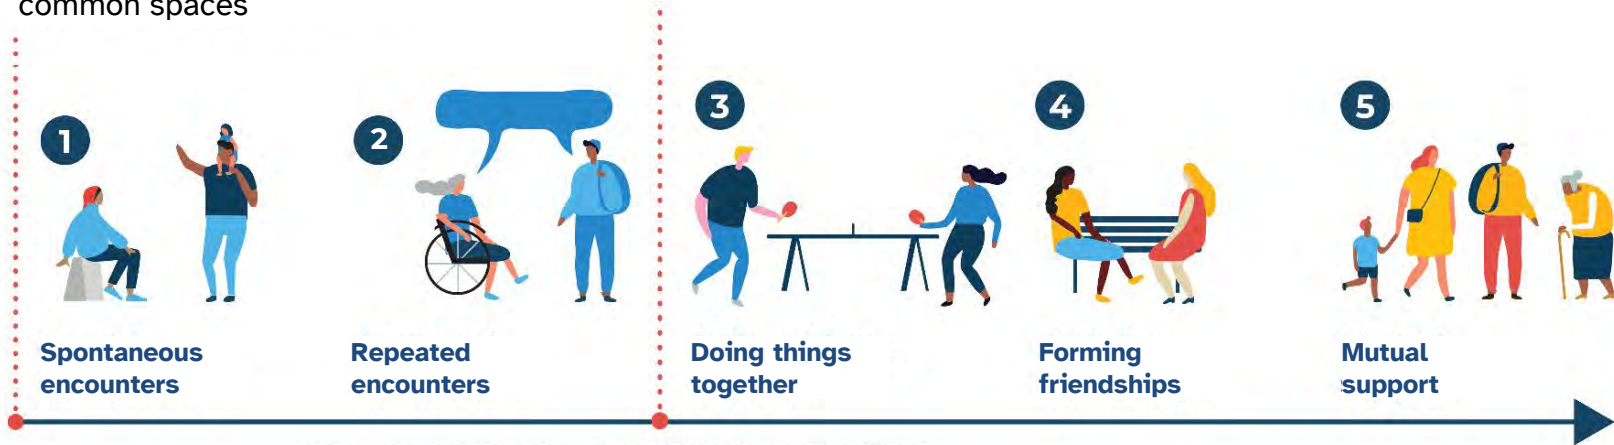 common spaces
1
2
3
4
5
Spontaneous
encounters
Repeated
encounters
Doing things
together
Forming
friendships
Mutual
support